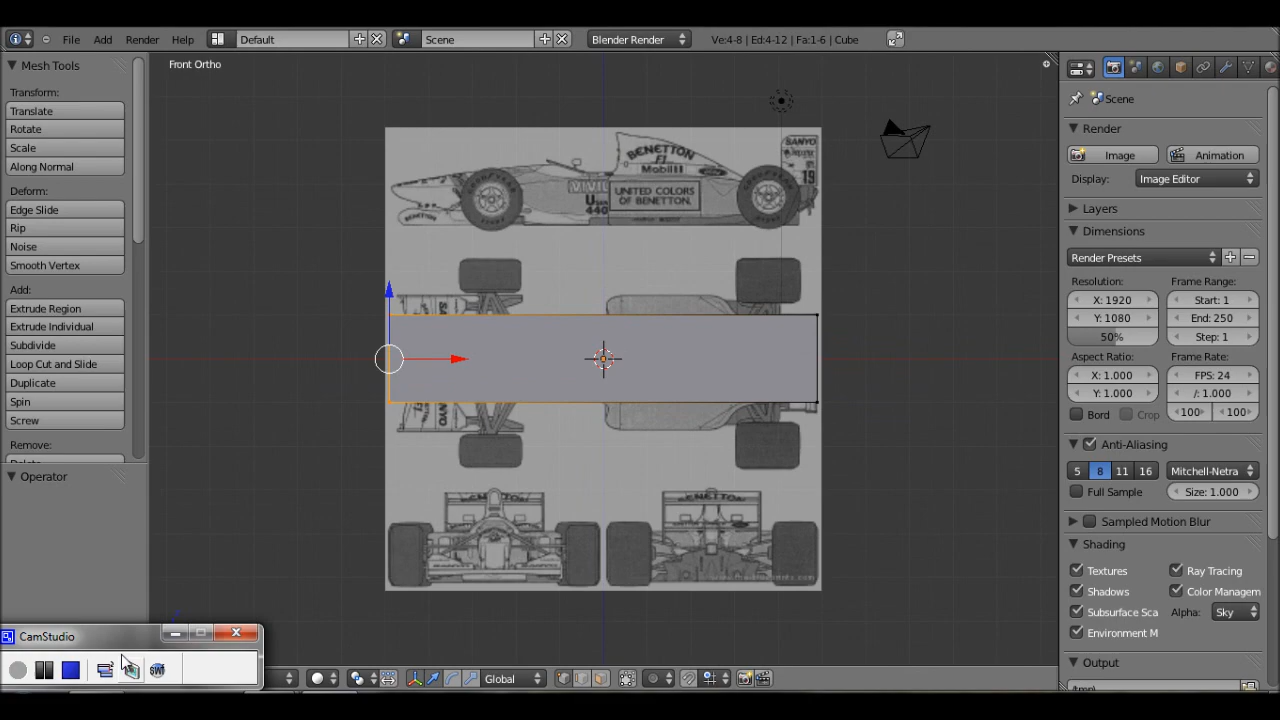 File Add Render Help Default Scene Blender Render Ve:4-8 | Ed:4-12 | Fa:1-6 | Cube
Mesh Tools
Transform:
Translate
Rotate
Scale
Along Normal
Deform:
Edge Slide
Rip
Noise
Smooth Vertex
Add:
Extrude Region
Extrude Individual
Subdivide
Loop Cut and Slide
Duplicate
Spin
Screw
Remove:
Operator
CamStudio
Front Ortho
BENETTON
F1
Mobil 1
SANYO
19
UNITED COLORS
OF BENETTON.
440
BENETTON
Global
Scene
Render
Image Animation
Display: Image Editor
Layers
Dimensions
Render Presets
Resolution: Frame Range:
X: 1920 Start: 1
Y: 1080 End: 250
50% Step: 1
Aspect Ratio: Frame Rate:
X: 1.000 FPS: 24
Y: 1.000 /: 1.000
Bord Crop 100 100
Anti-Aliasing
5 8 11 16 Mitchell-Netra
Full Sample Size: 1.000
Sampled Motion Blur
Shading
Textures Ray Tracing
Shadows Color Managem
Subsurface Sca Alpha: Sky
Environment M
Output